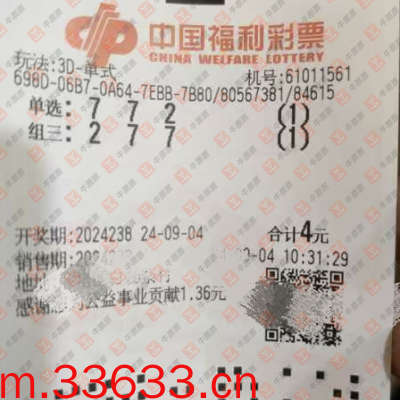 中国福利彩票
CHINA WELFARE LOTTERY
玩法:3D-单式 机号:61011561
698D-06B7-0A64-7EBB-7B80/80567381/84615
单选: 7 7 2 (1)
组三: 2 7 7 (1)
开奖期:2024238 24-09-04 合计4元
销售期: -04 10:31:29
地址:
感谢您为公益事业贡献1.36元
m.33633.cn